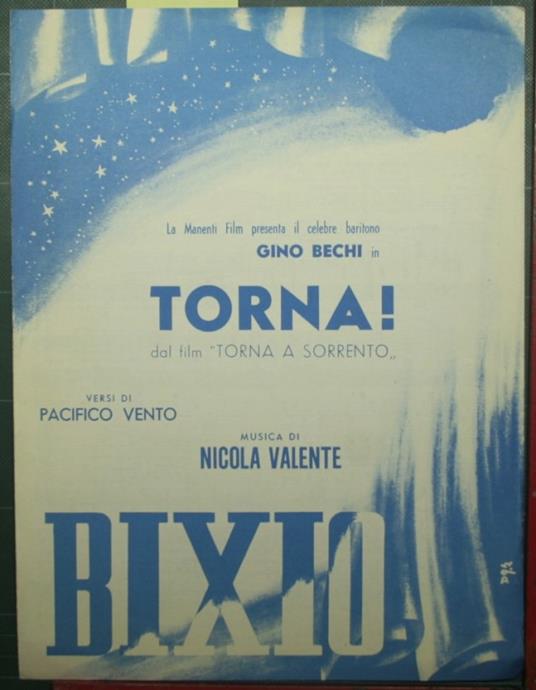 La Manenti Film presenta il celebre baritono
GINO BECHI in
TORNA!
dal film "TORNA A SORRENTO„
VERSI DI
PACIFICO VENTO
MUSICA DI
NICOLA VALENTE
BIXIO